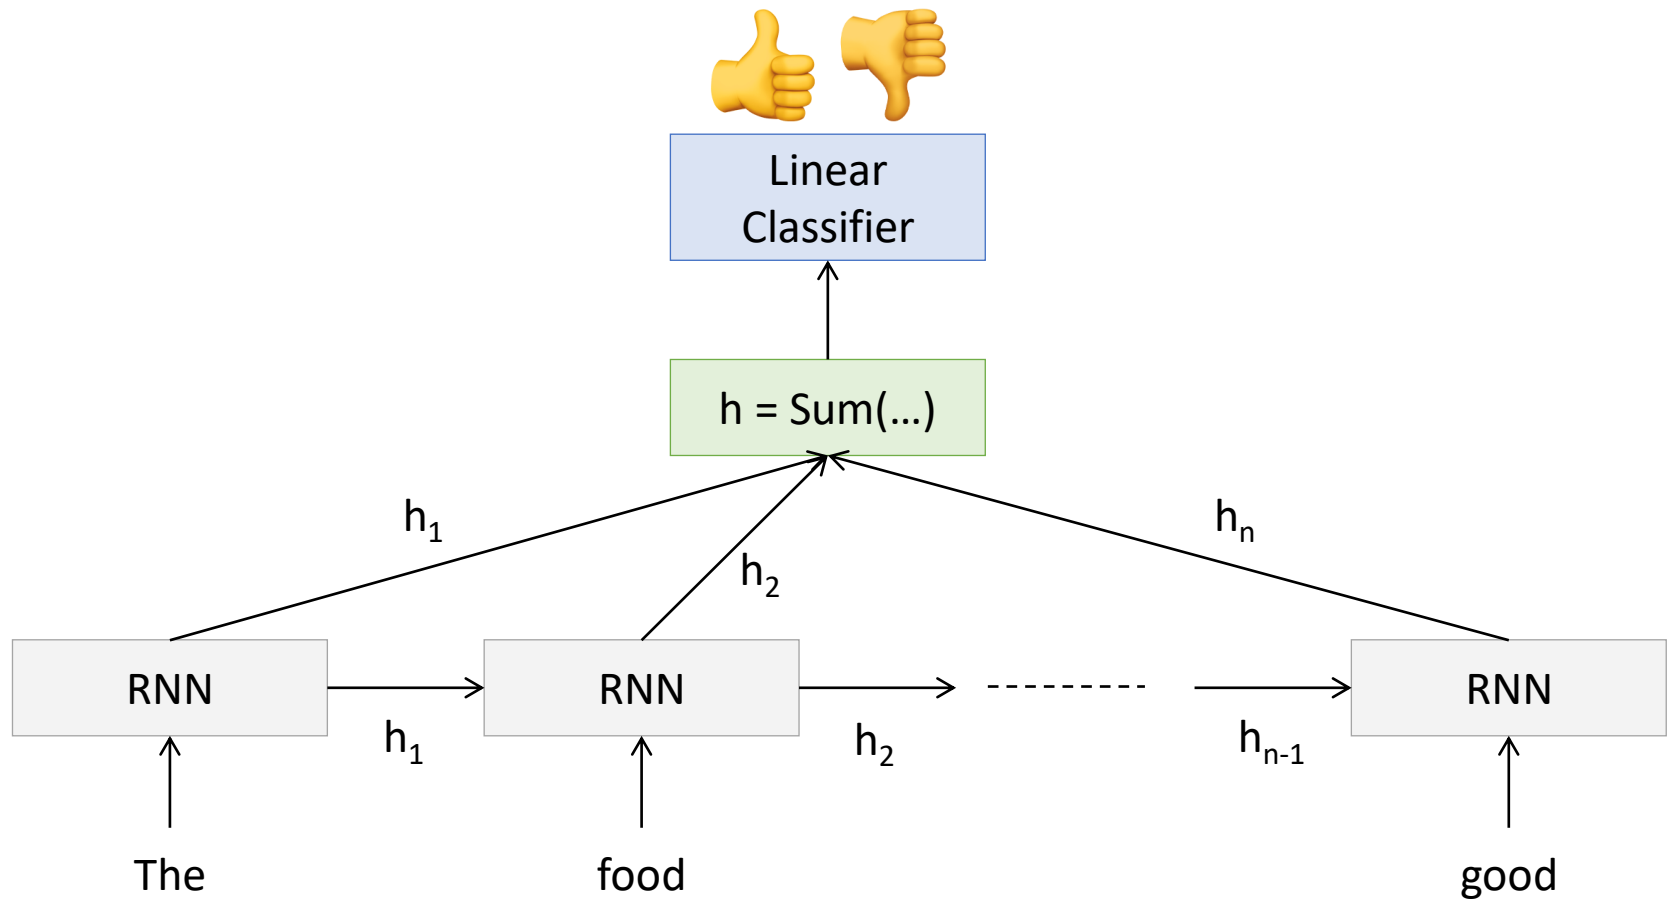 Linear
Classifier
h = Sum(...)
h₁
h₂
hₙ
RNN
RNN
RNN
h₁
h₂
hₙ₋₁
The
food
good